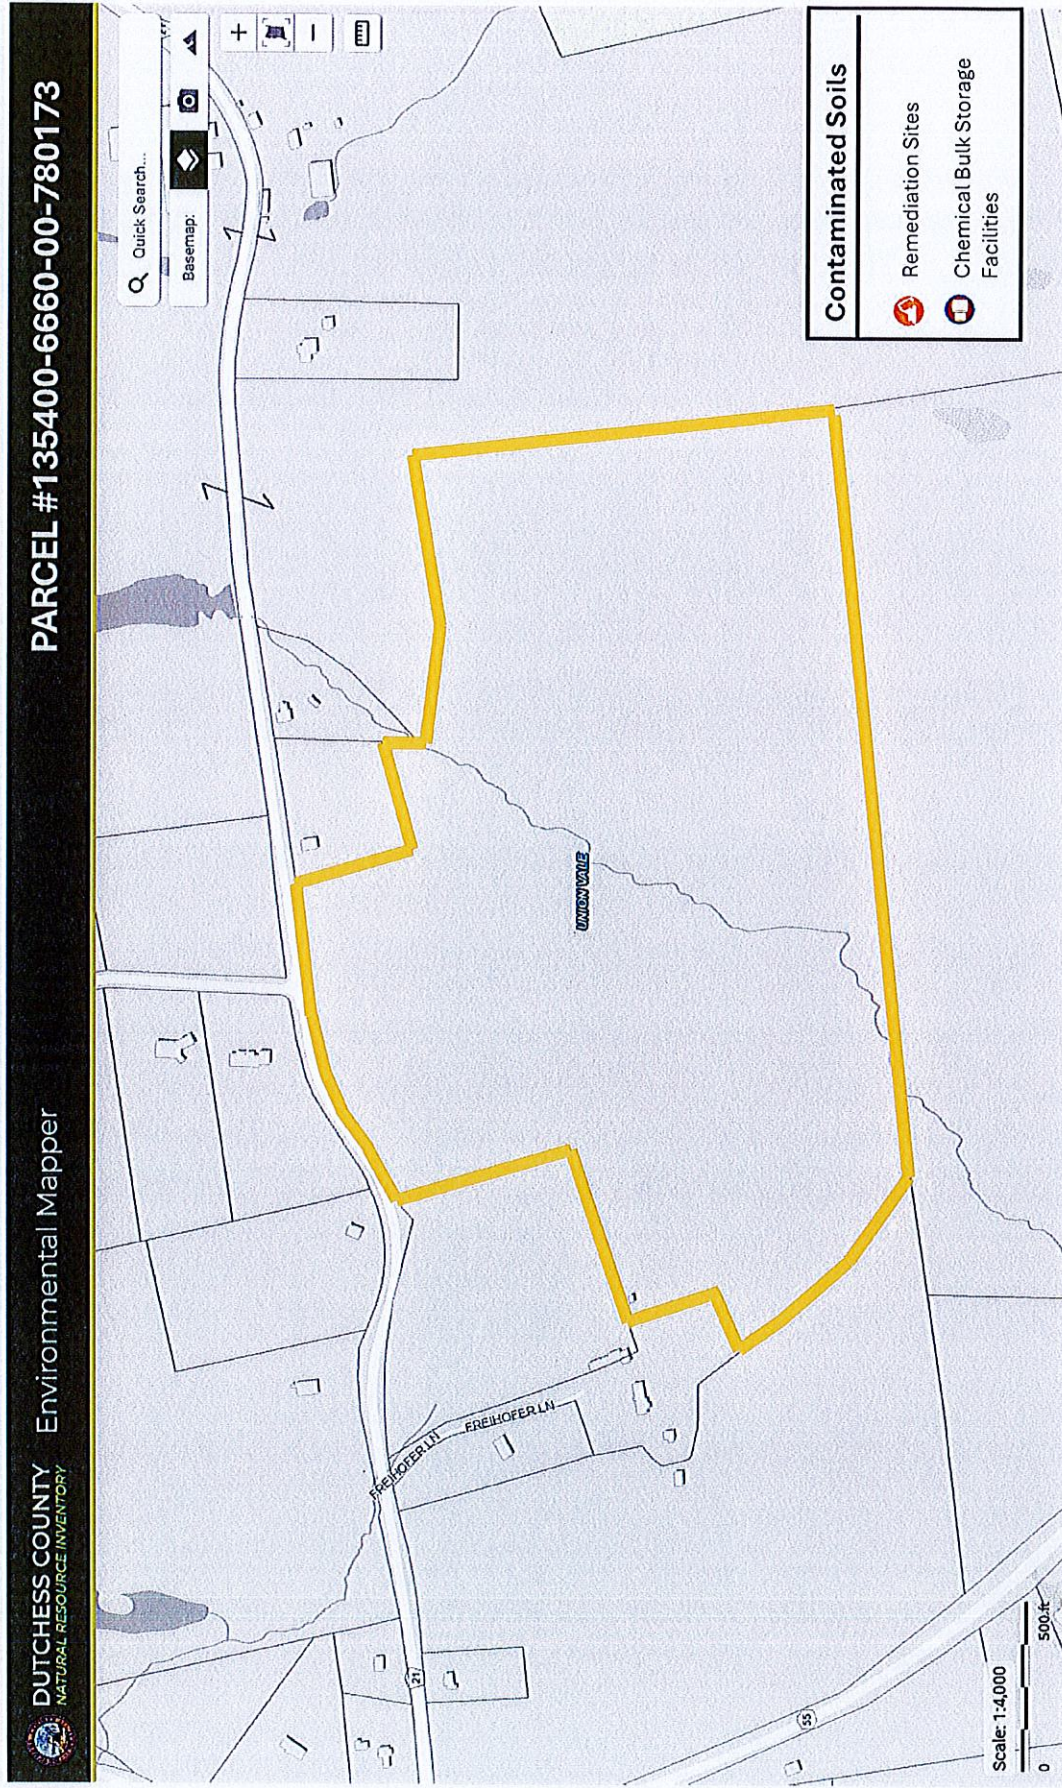 DUTCHESS COUNTY
NATURAL RESOURCE INVENTORY
Environmental Mapper
PARCEL #135400-6660-00-780173
Quick Search...
Basemap:
+
−
FREIHOFER LN
FREIHOFER LN
UNION VALE
21
55
Contaminated Soils
Remediation Sites
Chemical Bulk Storage
Facilities
Scale: 1:4,000
0
500 ft